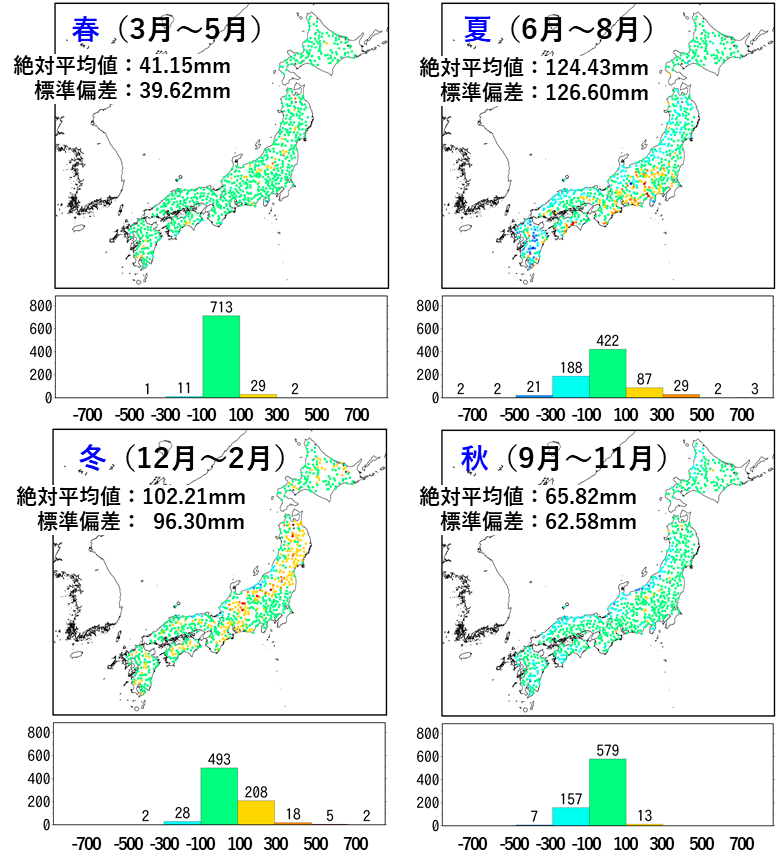 春（3月～5月）
絶対平均値：41.15mm
標準偏差：39.62mm
800
600
400
200
0
1 11 713 29 2
-700 -500 -300 -100 100 300 500 700
夏（6月～8月）
絶対平均値：124.43mm
標準偏差：126.60mm
800
600
400
200
0
2 2 21 188 422 87 29 2 3
-700 -500 -300 -100 100 300 500 700
冬（12月～2月）
絶対平均値：102.21mm
標準偏差： 96.30mm
800
600
400
200
0
2 28 493 208 18 5 2
-700 -500 -300 -100 100 300 500 700
秋（9月～11月）
絶対平均値：65.82mm
標準偏差：62.58mm
800
600
400
200
0
7 157 579 13
-700 -500 -300 -100 100 300 500 700